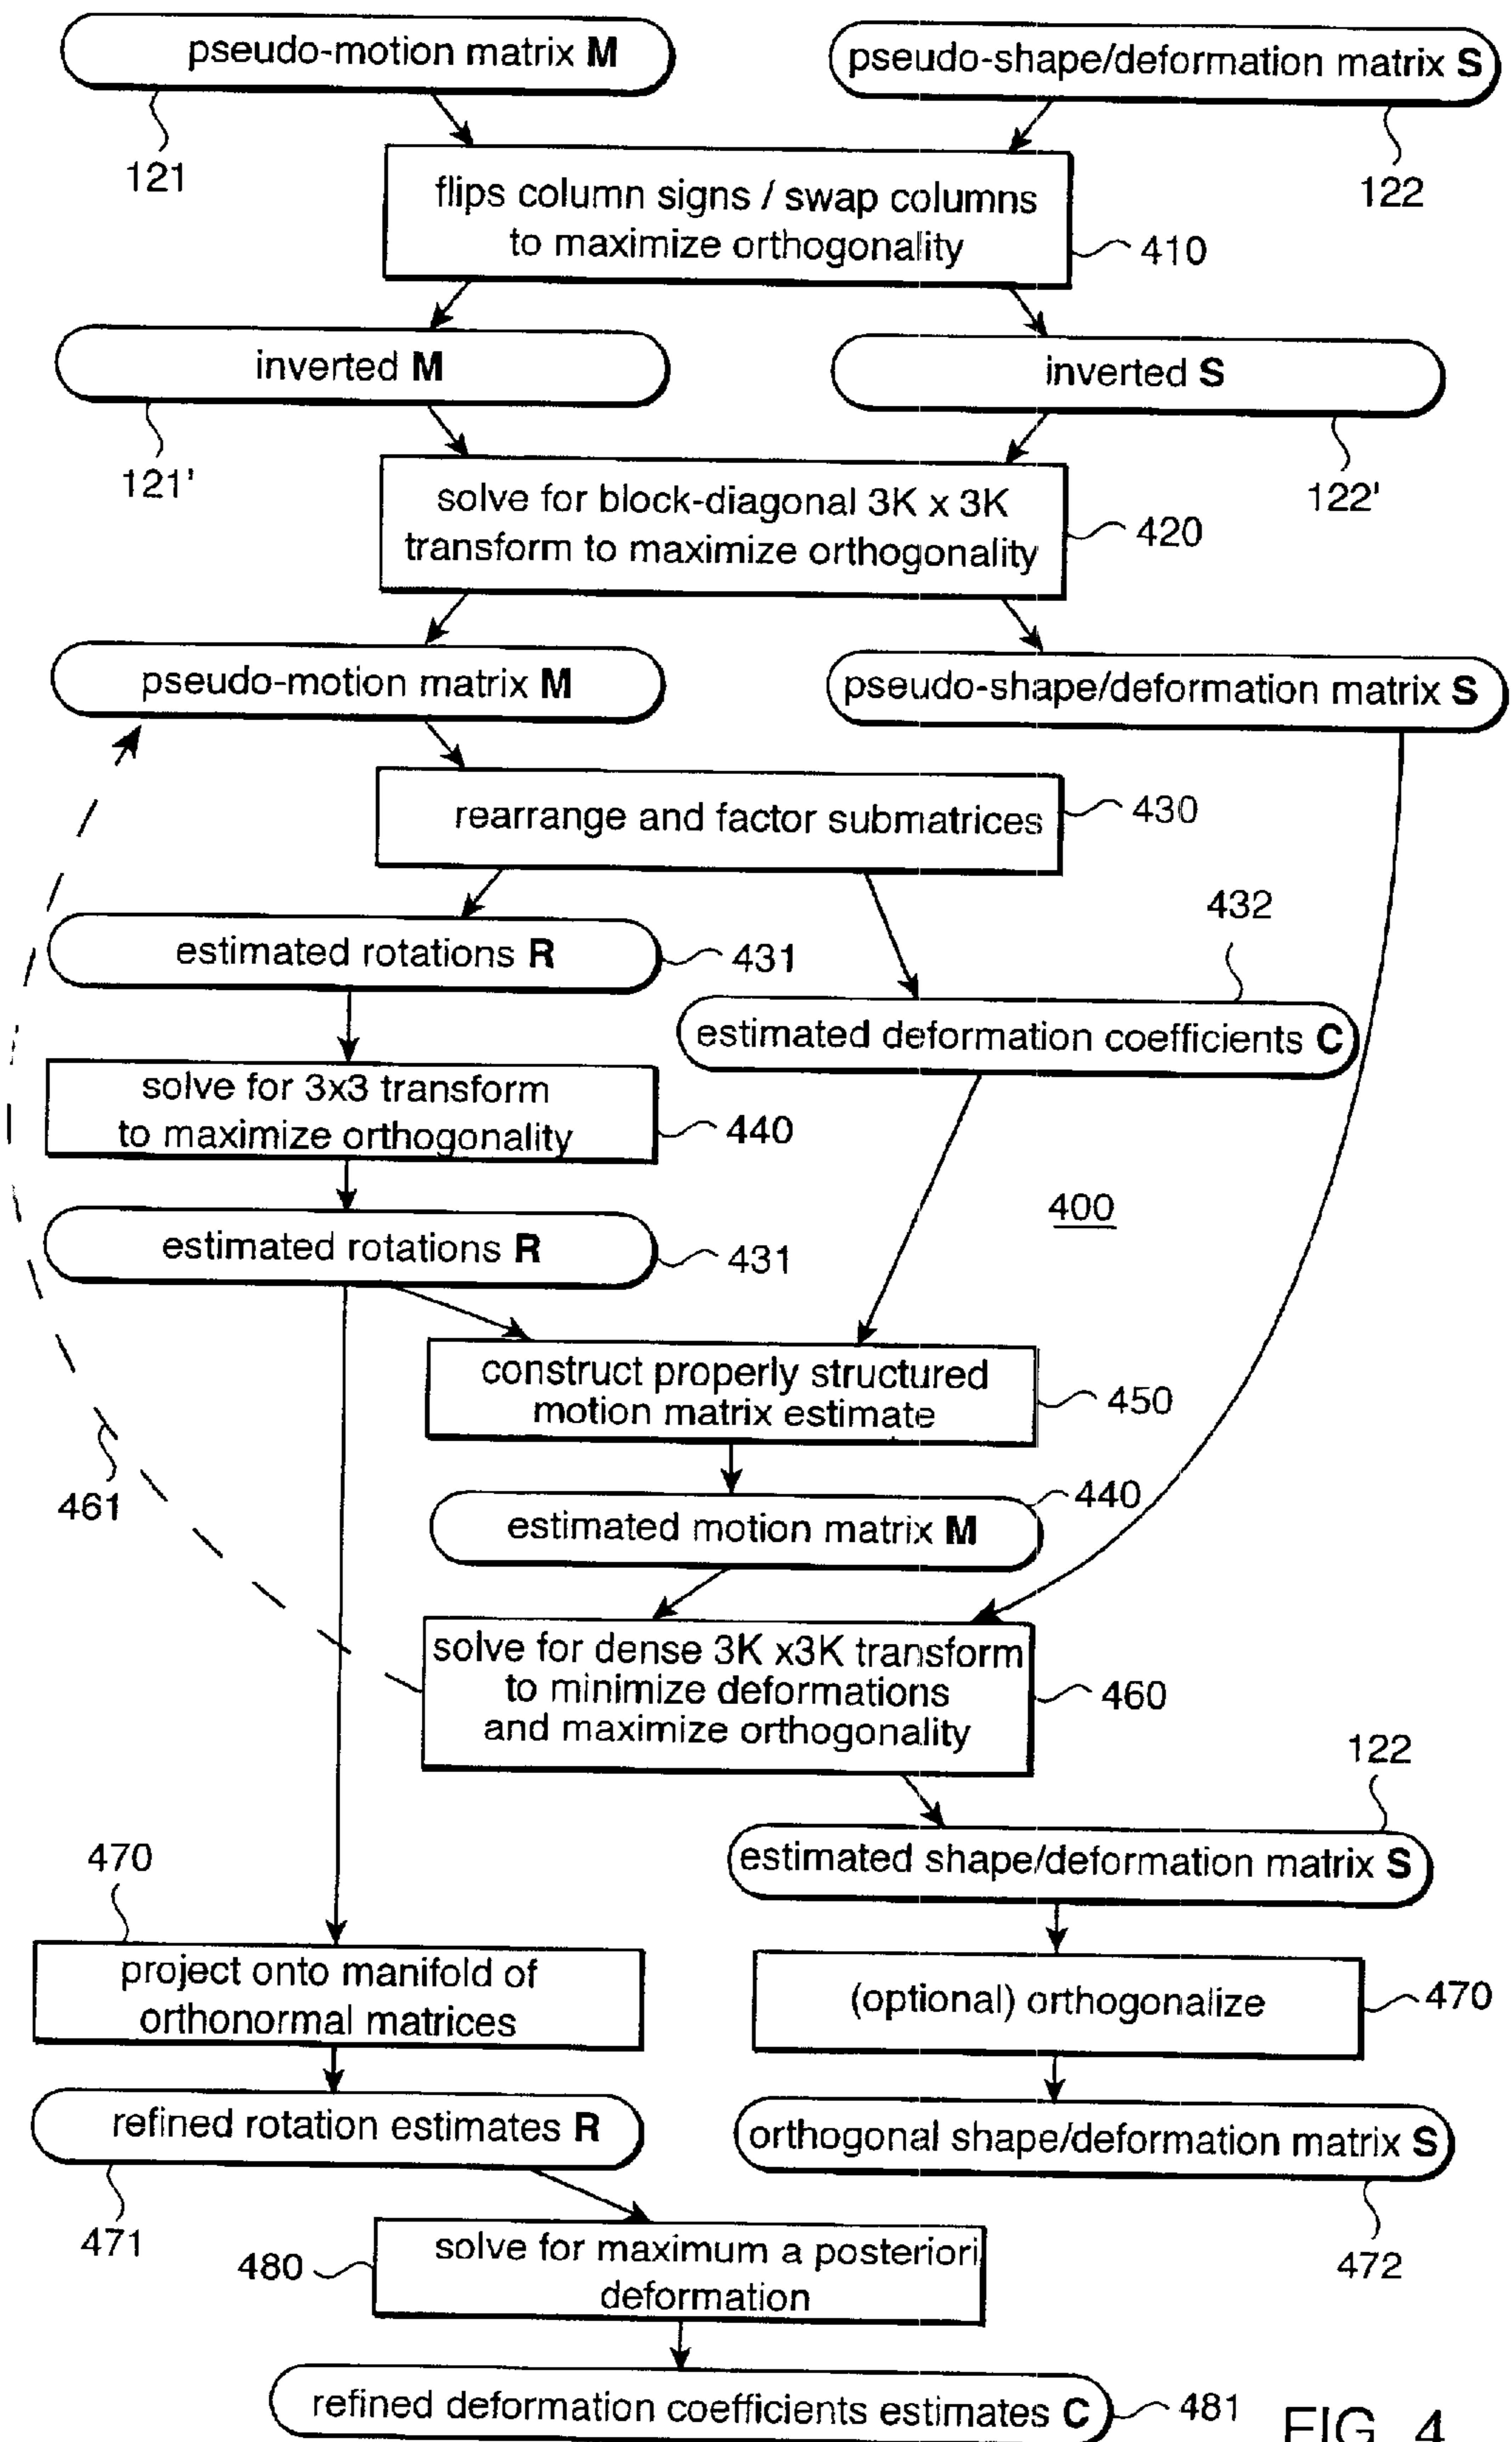 pseudo-motion matrix M
pseudo-shape/deformation matrix S
121
122
flips column signs / swap columns
to maximize orthogonality
410
inverted M
inverted S
121'
122'
solve for block-diagonal 3K x 3K
transform to maximize orthogonality
420
pseudo-motion matrix M
pseudo-shape/deformation matrix S
rearrange and factor submatrices
430
432
estimated rotations R
431
estimated deformation coefficients C
solve for 3x3 transform
to maximize orthogonality
440
400
estimated rotations R
431
construct properly structured
motion matrix estimate
450
461
440
estimated motion matrix M
solve for dense 3K x3K transform
to minimize deformations
and maximize orthogonality
460
122
estimated shape/deformation matrix S
470
project onto manifold of
orthonormal matrices
(optional) orthogonalize
470
refined rotation estimates R
orthogonal shape/deformation matrix S
471
472
480
solve for maximum a posteriori
deformation
refined deformation coefficients estimates C
481
FIG. 4